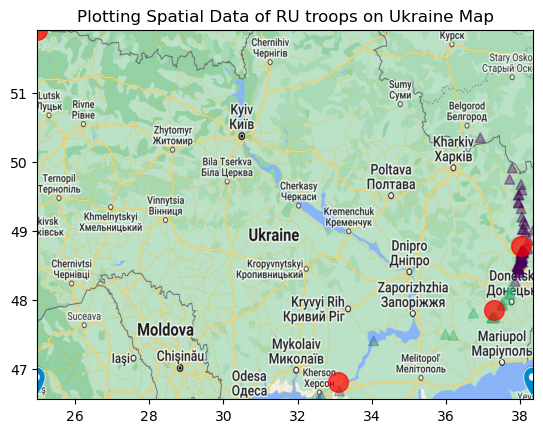 Plotting Spatial Data of RU troops on Ukraine Map
Chernihiv
Чернігів
Курск
Stary Osko
Старый Оск
Lutsk
Луцьк
Rivne
Рівне
Sumy
Суми
Belgorod
Белгород
Kyiv
Київ
Zhytomyr
Житомир
Kharkiv
Харків
Bila Tserkva
Біла Церква
Poltava
Полтава
Ternopil
Тернопіль
Cherkasy
Черкаси
Khmelnytskyi
Хмельницький
Vinnytsia
Вінниця
Kremenchuk
Кременчук
kivsk
ківськ
Ukraine
Dnipro
Дніпро
Chernivtsi
Чернівці
Kropyvnytskyi
Кропивницький
Donetsk
Донецьк
Zaporizhzhia
Запоріжжя
Suceava
Kryvyi Rih
Кривий Ріг
Moldova
Iași
Chișinău
Mykolaiv
Миколаїв
Mariupol
Маріуполь
Melitopol'
Мелітополь
Odesa
Одеса
Kherson
Херсон
Yev
51
50
49
48
47
26 28 30 32 34 36 38